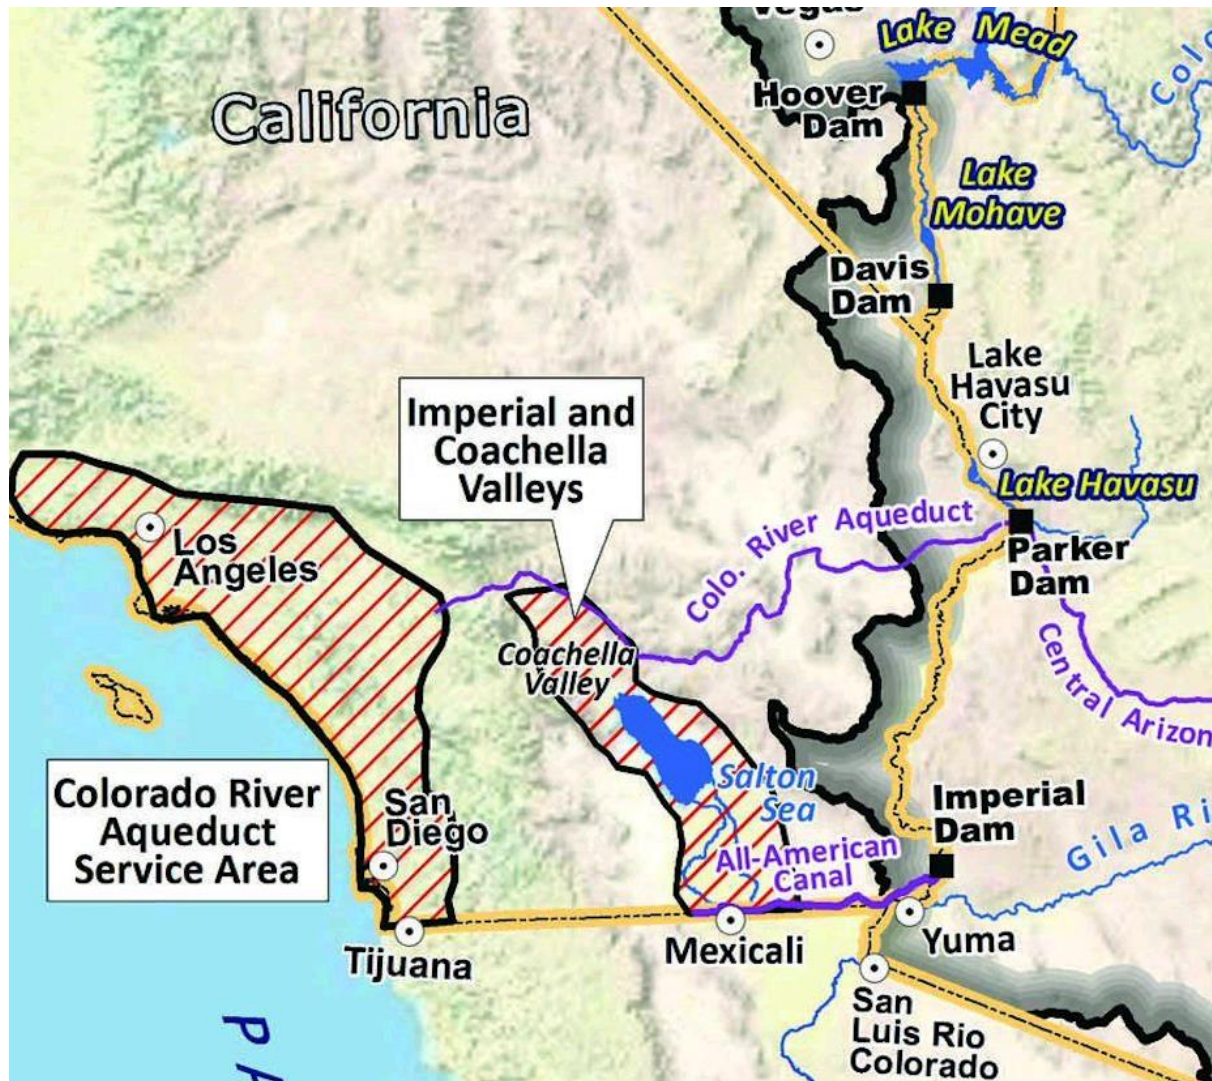 Vegas
Lake Mead
Colo
Hoover
Dam
California
Lake
Mohave
Davis
Dam
Lake
Havasu
City
Imperial and
Coachella
Valleys
Lake Havasu
Colo. River Aqueduct
Los
Angeles
Parker
Dam
Coachella
Valley
Central Arizon
Colorado River
Aqueduct
Service Area
San
Diego
Salton
Sea
Imperial
Dam
All-American
Canal
Gila Ri
Mexicali
Yuma
Tijuana
San
Luis Rio
Colorado
P